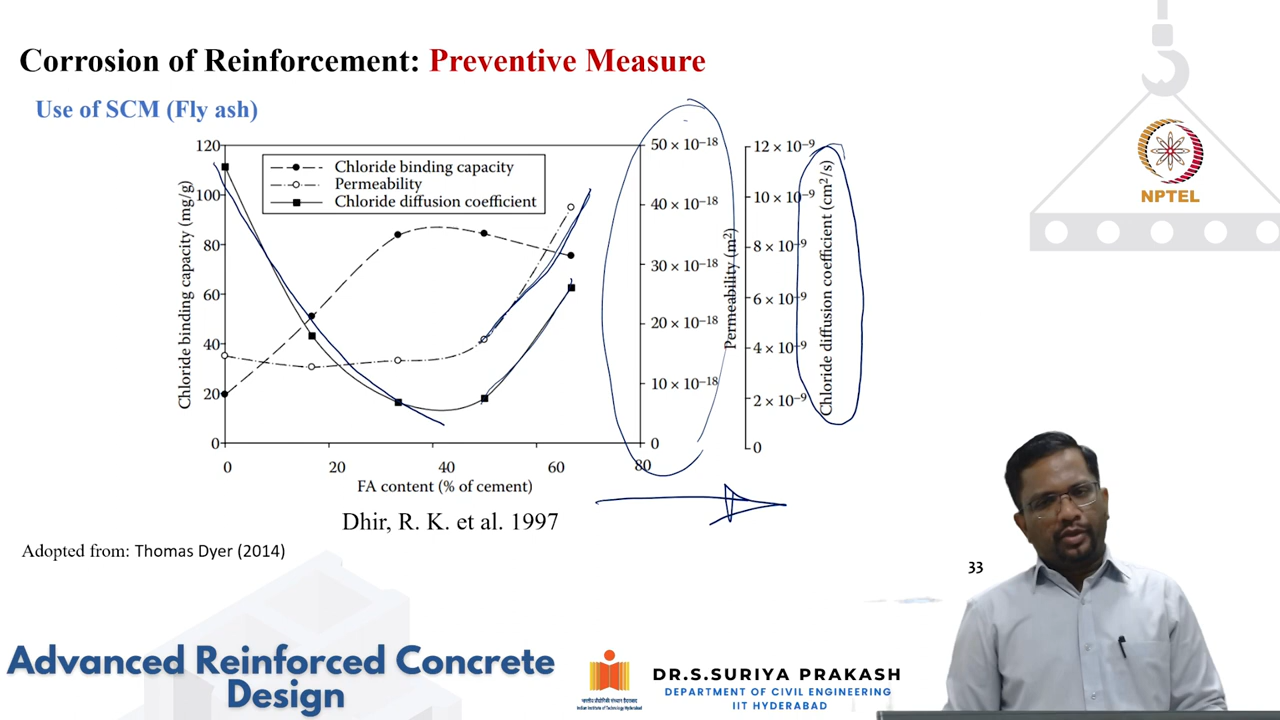 Corrosion of Reinforcement: Preventive Measure
Use of SCM (Fly ash)
NPTEL
Chloride binding capacity
Permeability
Chloride diffusion coefficient
Chloride binding capacity (mg/g)
120
100
80
60
40
20
0
0
20
40
60
80
FA content (% of cement)
50 × 10⁻¹⁸
40 × 10⁻¹⁸
30 × 10⁻¹⁸
20 × 10⁻¹⁸
10 × 10⁻¹⁸
0
Permeability (m²)
12 × 10⁻⁹
10 × 10⁻⁹
8 × 10⁻⁹
6 × 10⁻⁹
4 × 10⁻⁹
2 × 10⁻⁹
0
Chloride diffusion coefficient (cm²/s)
Dhir, R. K. et al. 1997
Adopted from: Thomas Dyer (2014)
33
Advanced Reinforced Concrete
Design
Indian Institute of Technology Hyderabad
DR.S.SURIYA PRAKASH
DEPARTMENT OF CIVIL ENGINEERING
IIT HYDERABAD